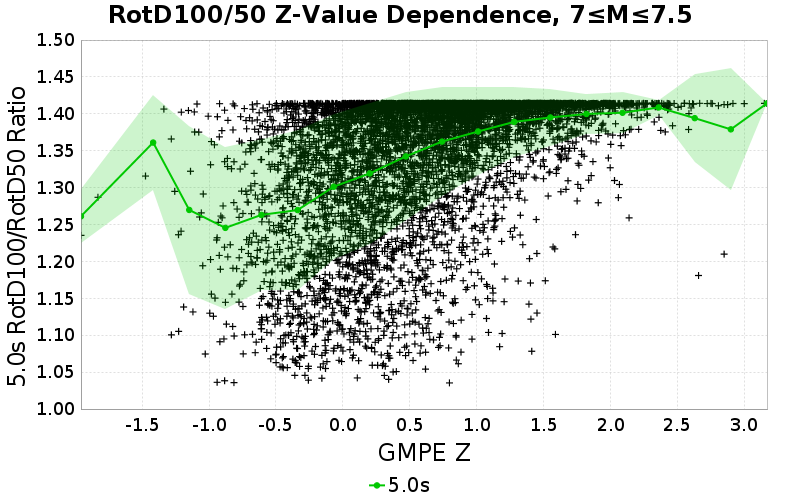 RotD100/50 Z-Value Dependence, 7≤M≤7.5
5.0s RotD100/RotD50 Ratio
1.50
1.45
1.40
1.35
1.30
1.25
1.20
1.15
1.10
1.05
1.00
-1.5 -1.0 -0.5 0.0 0.5 1.0 1.5 2.0 2.5 3.0
GMPE Z
5.0s